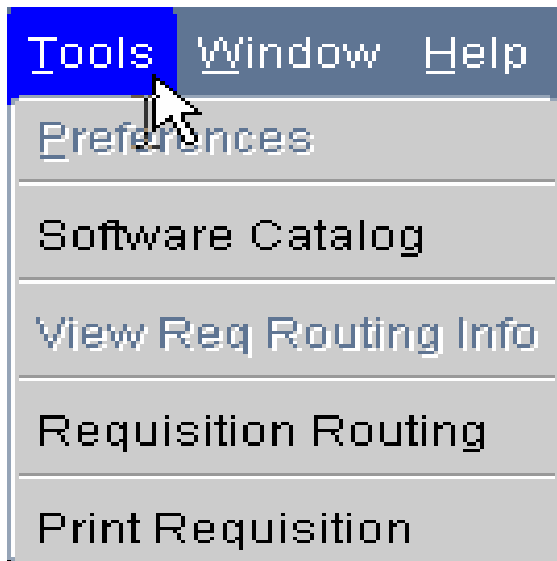 Tools Window Help
Preferences
Software Catalog
View Req Routing Info
Requisition Routing
Print Requisition